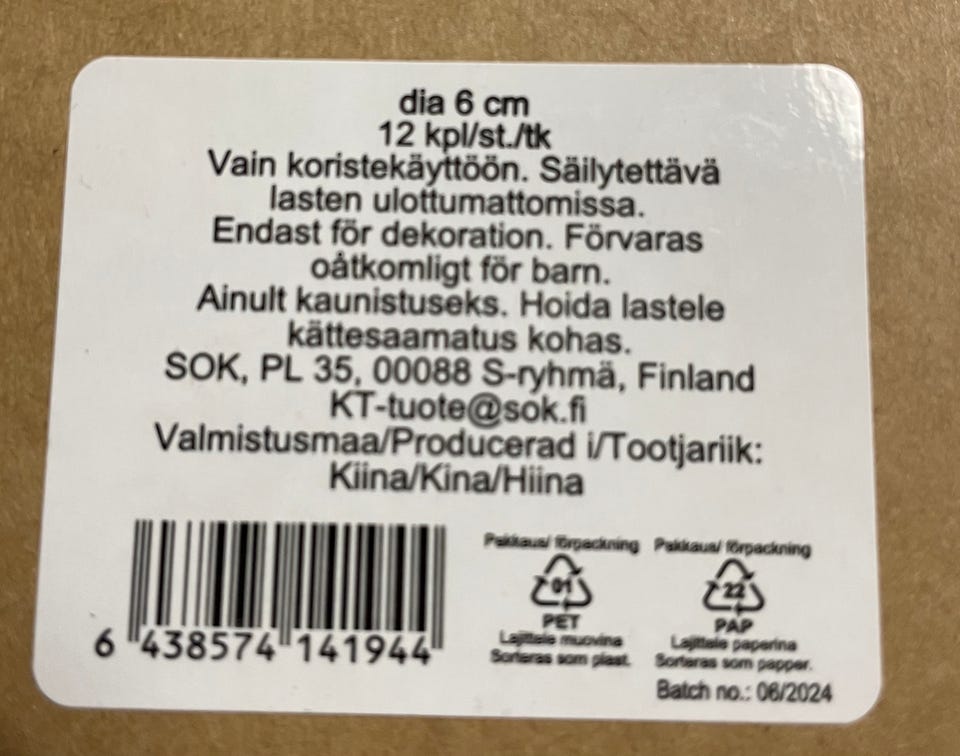 dia 6 cm
12 kpl/st./tk
Vain koristekäyttöön. Säilytettävä
lasten ulottumattomissa.
Endast för dekoration. Förvaras
oåtkomligt för barn.
Ainult kaunistuseks. Hoida lastele
kättesaamatus kohas.
SOK, PL 35, 00088 S-ryhmä, Finland
KT-tuote@sok.fi
Valmistusmaa/Producerad i/Tootjariik:
Kiina/Kina/Hiina
6 438574 141944
Pakkaus/ förpackning
01
PET
Lajittele muovina
Sorteras som plast.
Pakkaus/ förpackning
22
PAP
Lajittele paperina
Sorteras som papper.
Batch no.: 06/2024